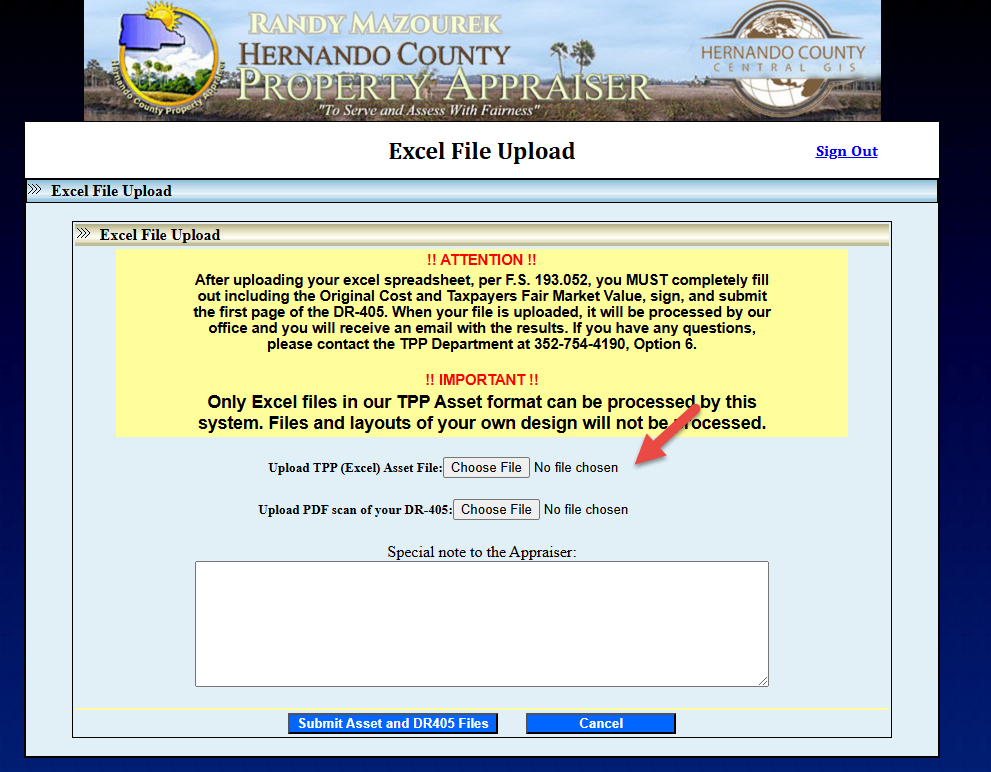 RANDY MAZOUREK
HERNANDO COUNTY
PROPERTY APPRAISER
"To Serve and Assess With Fairness"
Hernando County Property Appraiser
HERNANDO COUNTY
CENTRAL GIS
Excel File Upload
Sign Out
Excel File Upload
Excel File Upload
!! ATTENTION !!
After uploading your excel spreadsheet, per F.S. 193.052, you MUST completely fill
out including the Original Cost and Taxpayers Fair Market Value, sign, and submit
the first page of the DR-405. When your file is uploaded, it will be processed by our
office and you will receive an email with the results. If you have any questions,
please contact the TPP Department at 352-754-4190, Option 6.
!! IMPORTANT !!
Only Excel files in our TPP Asset format can be processed by this
system. Files and layouts of your own design will not be processed.
Upload TPP (Excel) Asset File: Choose File No file chosen
Upload PDF scan of your DR-405: Choose File No file chosen
Special note to the Appraiser:
Submit Asset and DR405 Files Cancel